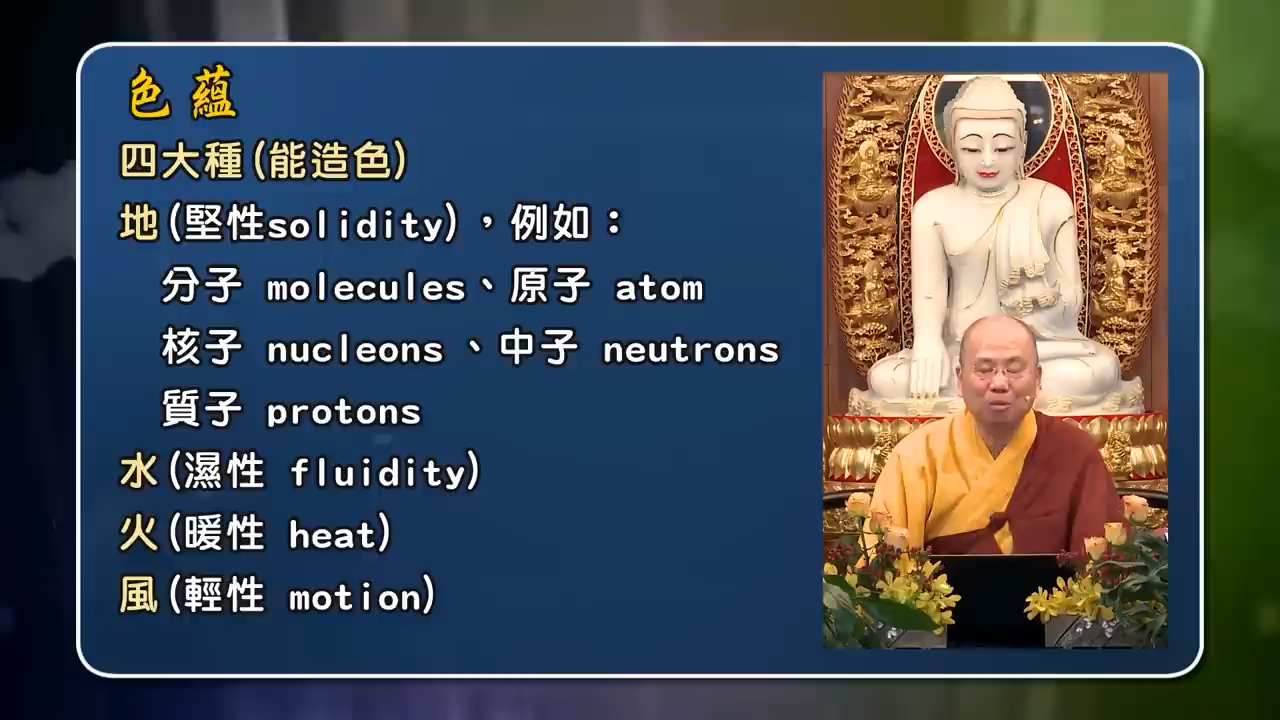 色蘊
四大種(能造色)
地(堅性solidity)，例如：
分子 molecules、原子 atom
核子 nucleons、中子 neutrons
質子 protons
水(濕性 fluidity)
火(暖性 heat)
風(輕性 motion)